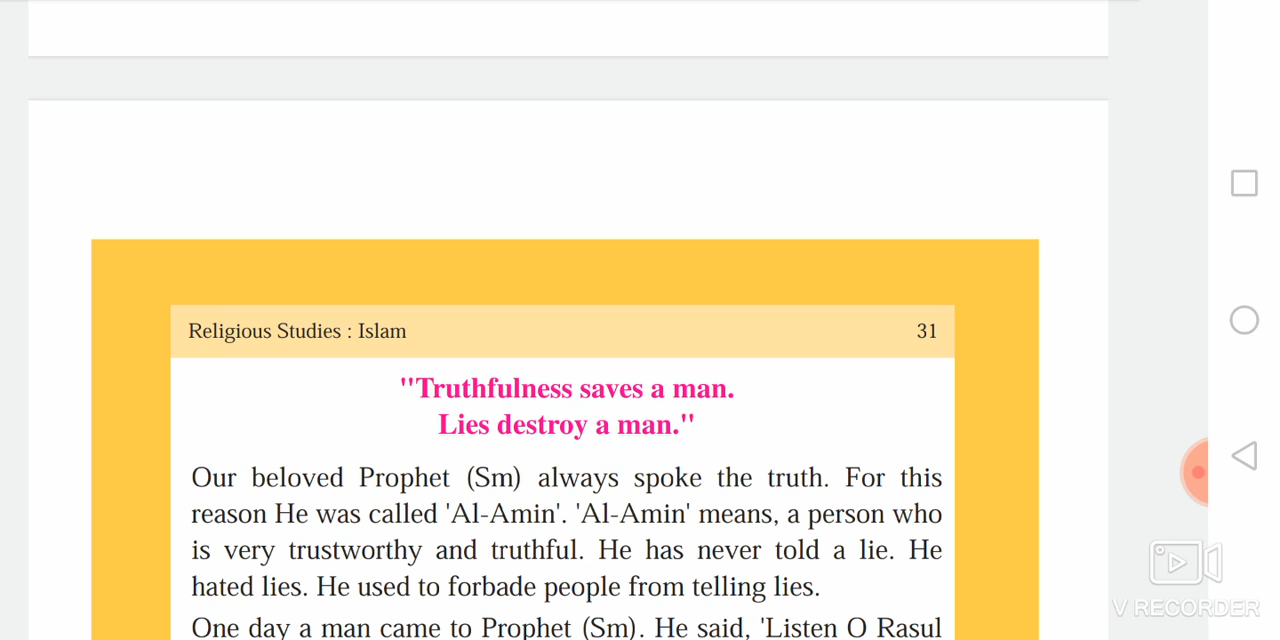 Religious Studies : Islam 31
"Truthfulness saves a man.
Lies destroy a man."
Our beloved Prophet (Sm) always spoke the truth. For this
reason He was called 'Al-Amin'. 'Al-Amin' means, a person who
is very trustworthy and truthful. He has never told a lie. He
hated lies. He used to forbade people from telling lies.
One day a man came to Prophet (Sm). He said, 'Listen O Rasul
V RECORDER